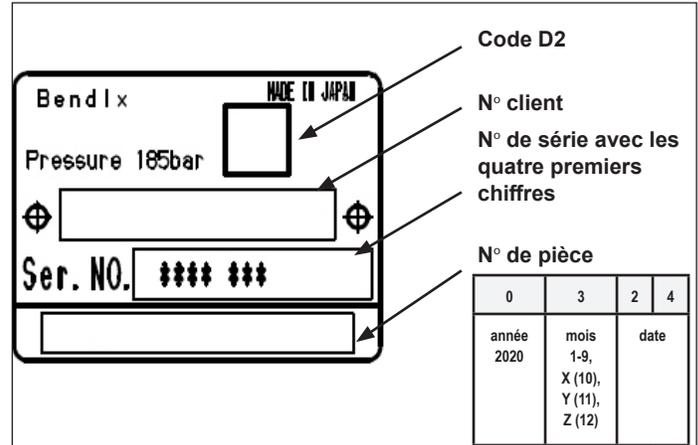 Code D2
Bendix
MADE IN JAPAN
N° client
Pressure 185bar
N° de série avec les
quatre premiers
chiffres
Ser. NO. **** ***
N° de pièce
0 3 2 4
année
2020
mois
1-9,
X (10),
Y (11),
Z (12)
date